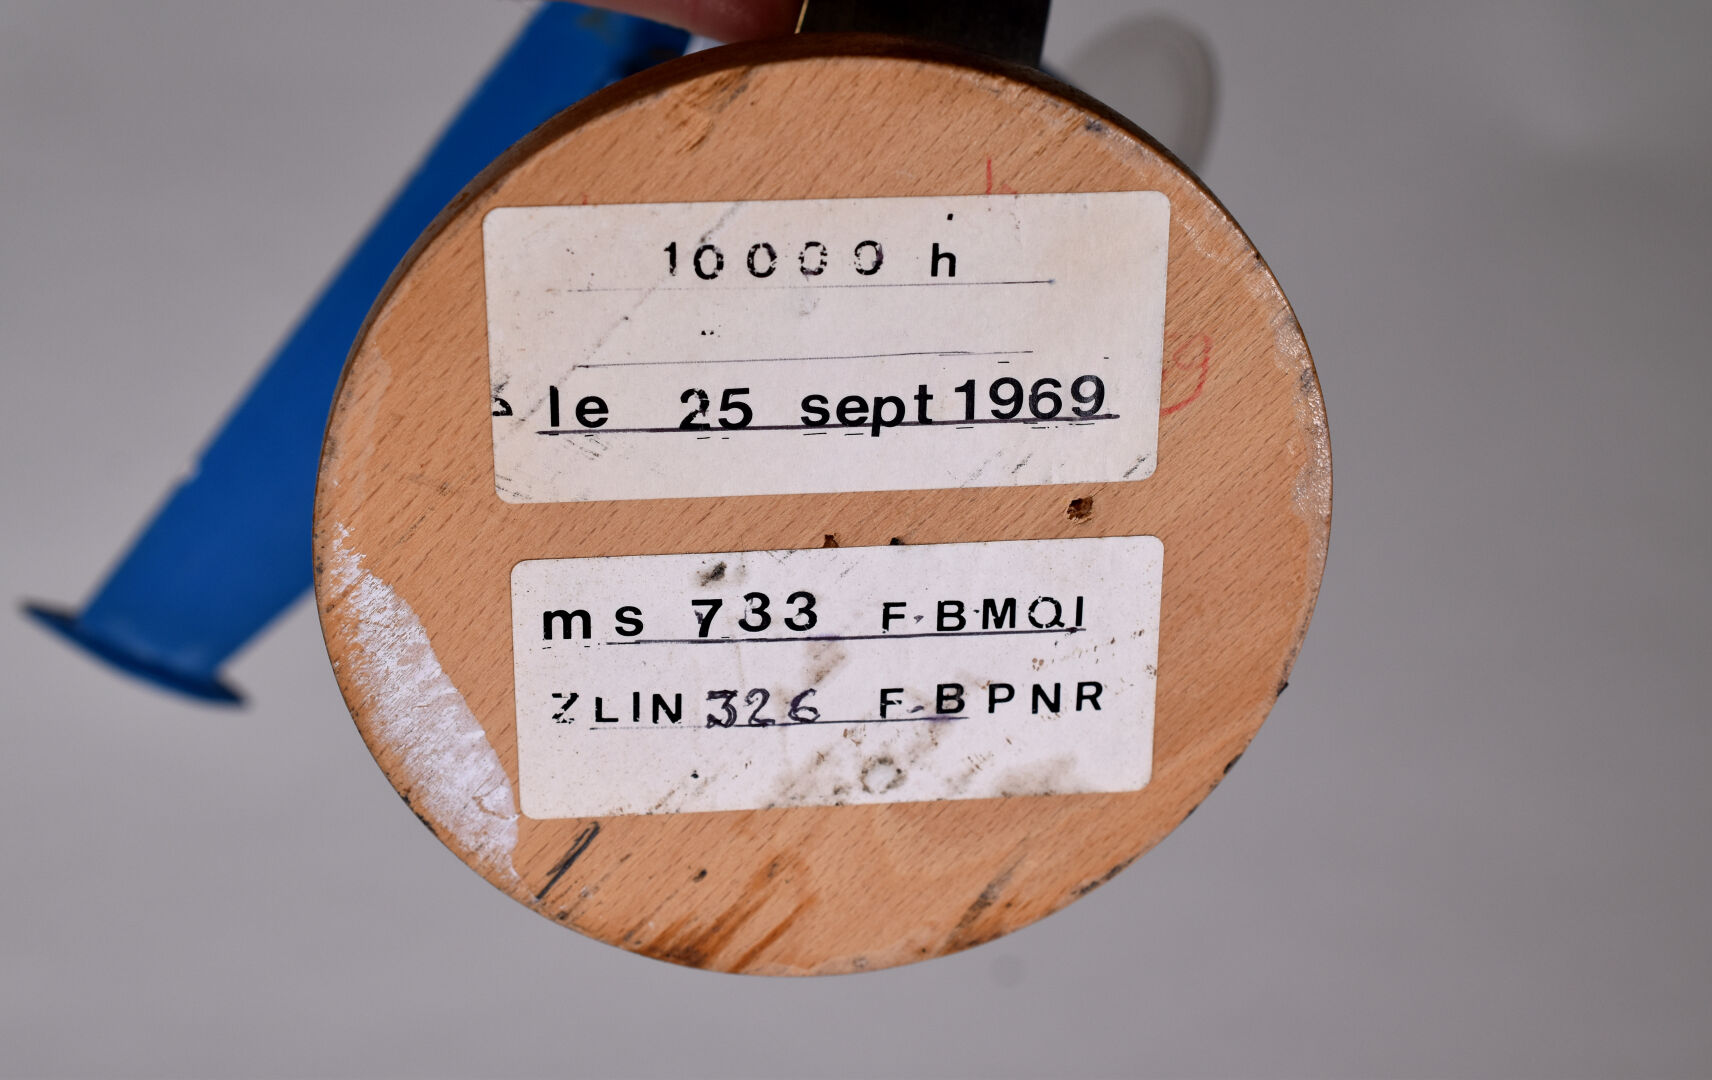 10000 h
le 25 sept 1969
ms 733 F-BMQI
ZLIN 326 F-BPNR